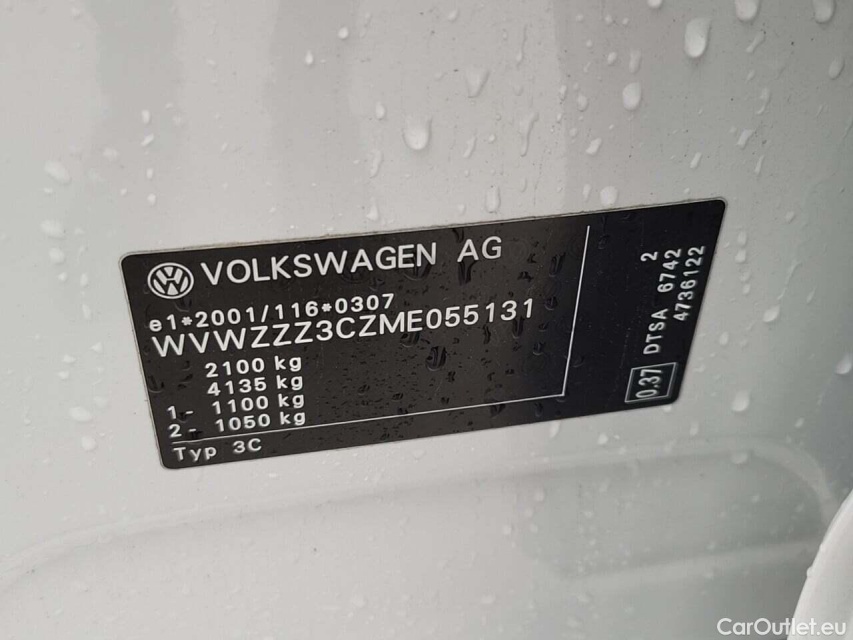 VOLKSWAGEN AG
e1*2001/116*0307
WVWZZZ3CZME055131
2100 kg
4135 kg
1- 1100 kg
2- 1050 kg
Typ 3C
2
DTSA 6742
4736122
0.37
CarOutlet.eu